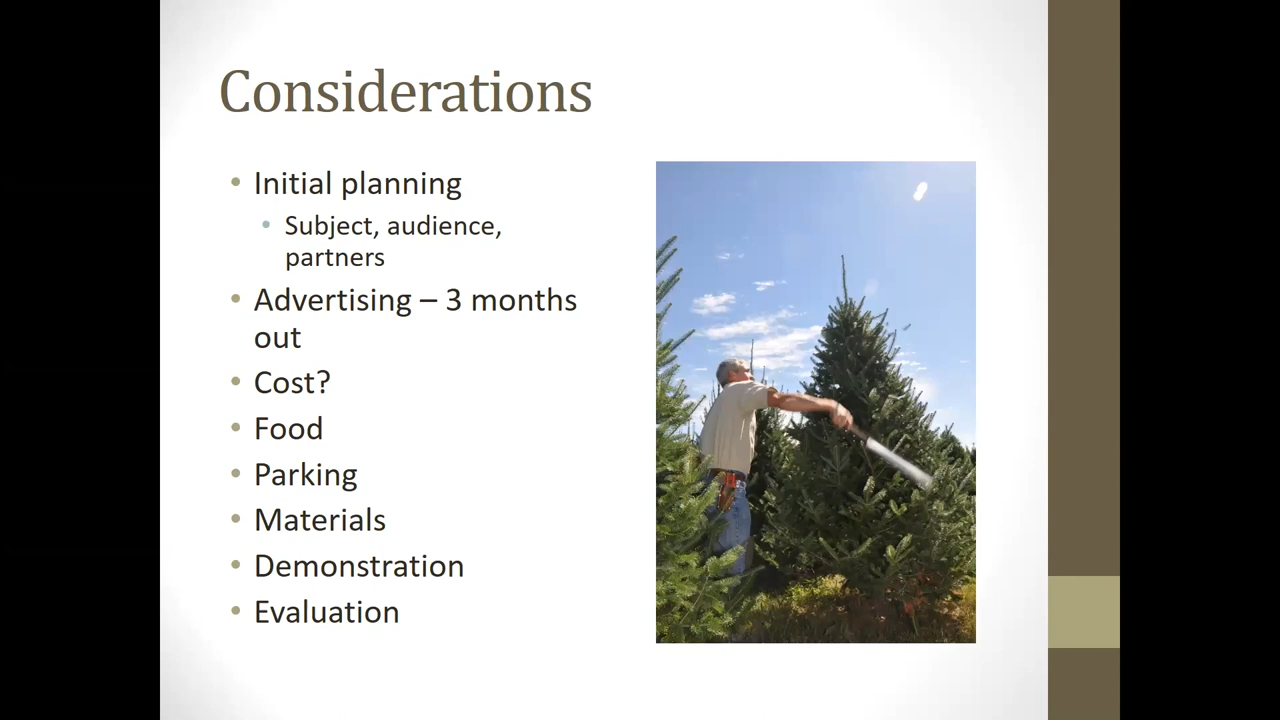 Considerations
• Initial planning
• Subject, audience,
partners
• Advertising – 3 months
out
• Cost?
• Food
• Parking
• Materials
• Demonstration
• Evaluation